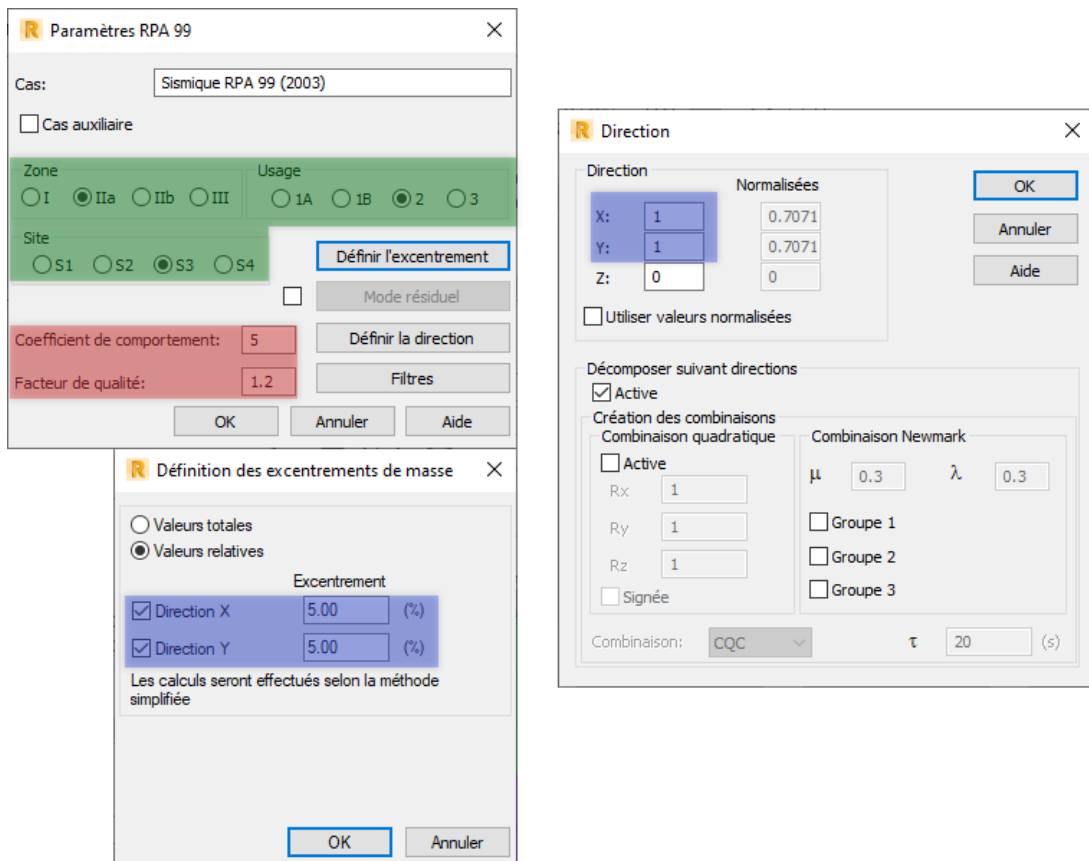 Paramètres RPA 99
Cas: Sismique RPA 99 (2003)
Cas auxiliaire
Zone
I IIa IIb III
Usage
1A 1B 2 3
Site
S1 S2 S3 S4
Définir l'excentrement
Mode résiduel
Coefficient de comportement: 5
Définir la direction
Facteur de qualité: 1.2
Filtres
OK Annuler Aide
Définition des excentrements de masse
Valeurs totales
Valeurs relatives
Excentrement
Direction X 5.00 (%)
Direction Y 5.00 (%)
Les calculs seront effectués selon la méthode
simplifiée
OK Annuler
Direction
Direction
Normalisées
X: 1 0.7071
Y: 1 0.7071
Z: 0 0
Utiliser valeurs normalisées
OK
Annuler
Aide
Décomposer suivant directions
Active
Création des combinaisons
Combinaison quadratique
Active
Rx 1
Ry 1
Rz 1
Signée
Combinaison Newmark
μ 0.3 λ 0.3
Groupe 1
Groupe 2
Groupe 3
Combinaison: CQC τ 20 (s)